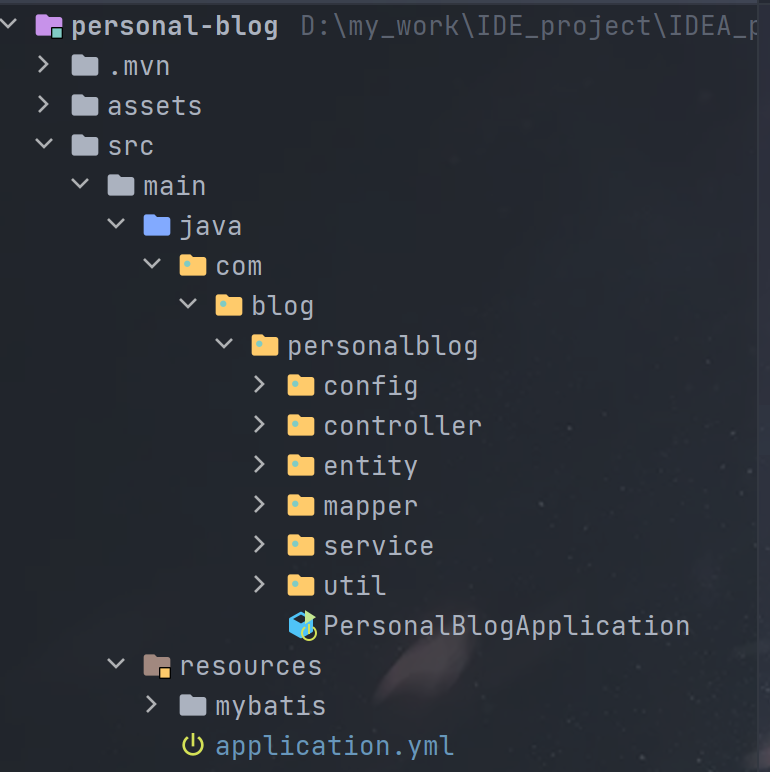 personal-blog D:\my_work\IDE_project\IDEA_p
.mvn
assets
src
main
java
com
blog
personalblog
config
controller
entity
mapper
service
util
PersonalBlogApplication
resources
mybatis
application.yml